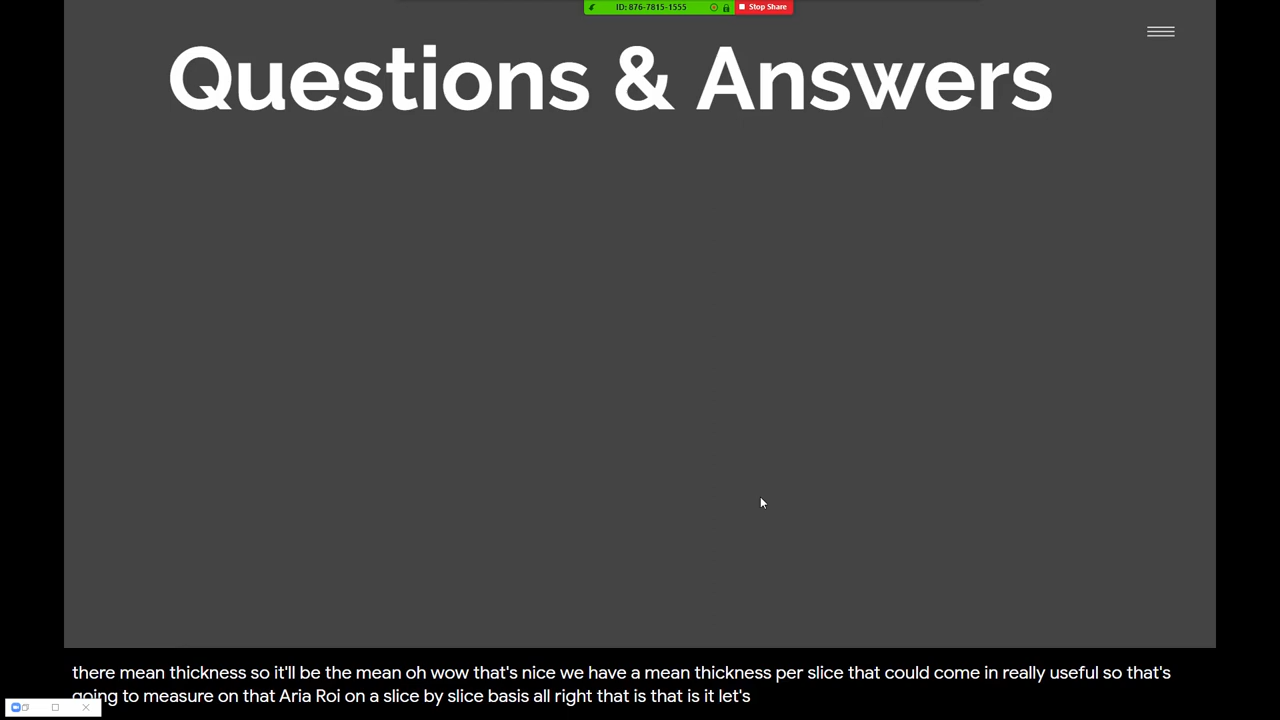 ID: 876-7815-1555 Stop Share
Questions & Answers
there mean thickness so it'll be the mean oh wow that's nice we have a mean thickness per slice that could come in really useful so that's
going to measure on that Aria Roi on a slice by slice basis all right that is that is it let's